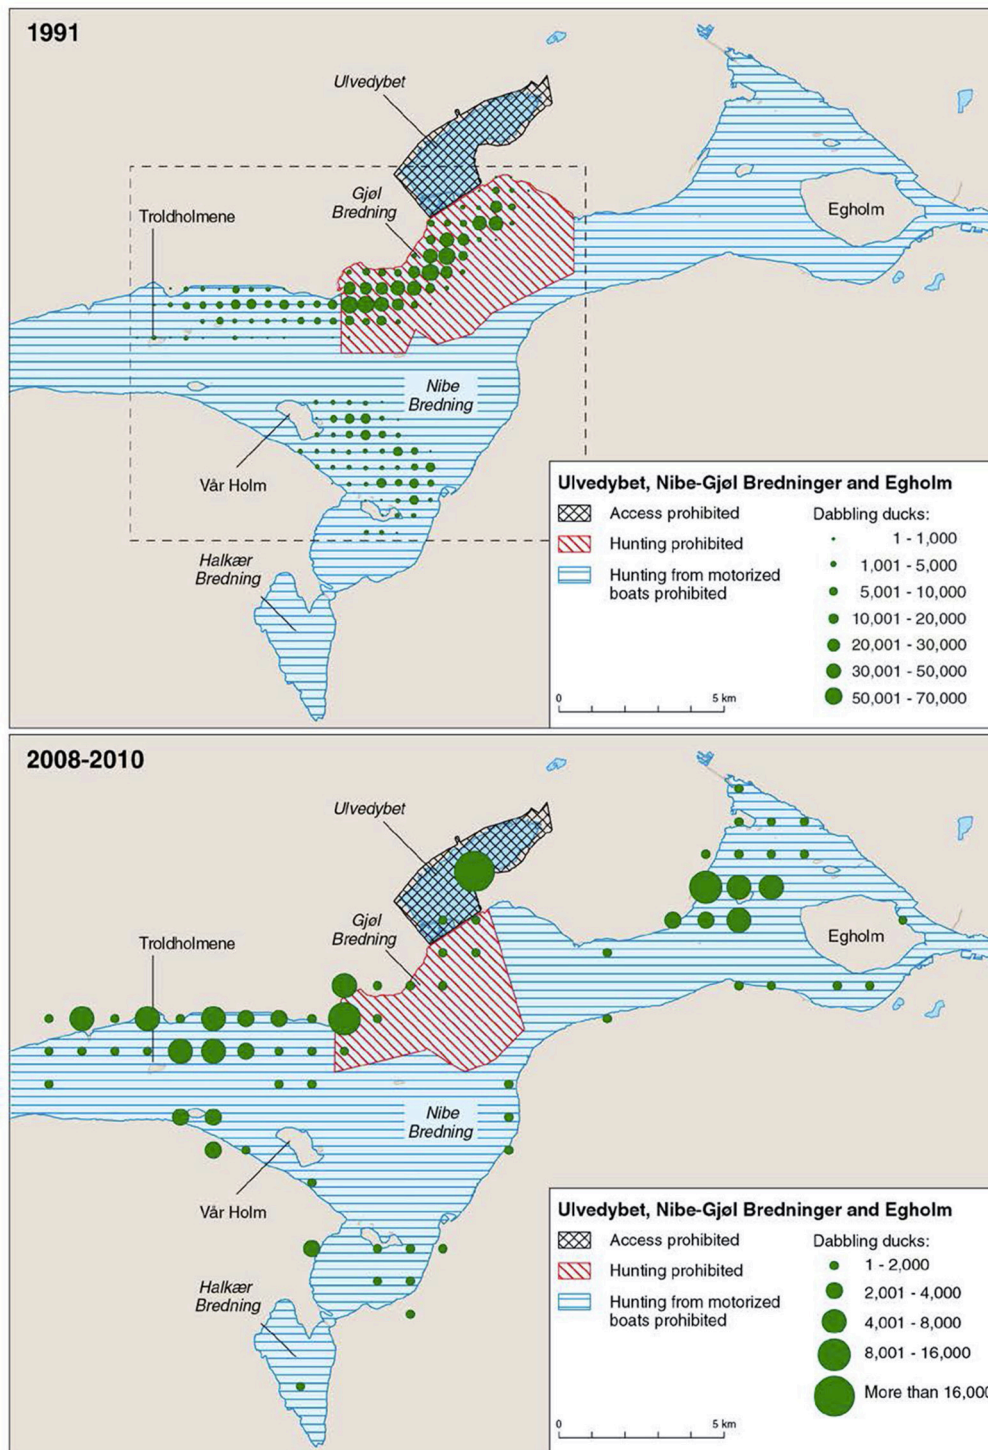 1991
Ulvedybet
Gjøl
Bredning
Troldholmene
Egholm
Nibe
Bredning
Vår Holm
Halkær
Bredning
Ulvedybet, Nibe-Gjøl Bredninger and Egholm
Access prohibited
Hunting prohibited
Hunting from motorized
boats prohibited
Dabbling ducks:
1 - 1,000
1,001 - 5,000
5,001 - 10,000
10,001 - 20,000
20,001 - 30,000
30,001 - 50,000
50,001 - 70,000
0 5 km
2008-2010
Ulvedybet
Gjøl
Bredning
Troldholmene
Egholm
Nibe
Bredning
Vår Holm
Halkær
Bredning
Ulvedybet, Nibe-Gjøl Bredninger and Egholm
Access prohibited
Hunting prohibited
Hunting from motorized
boats prohibited
Dabbling ducks:
1 - 2,000
2,001 - 4,000
4,001 - 8,000
8,001 - 16,000
More than 16,000
0 5 km